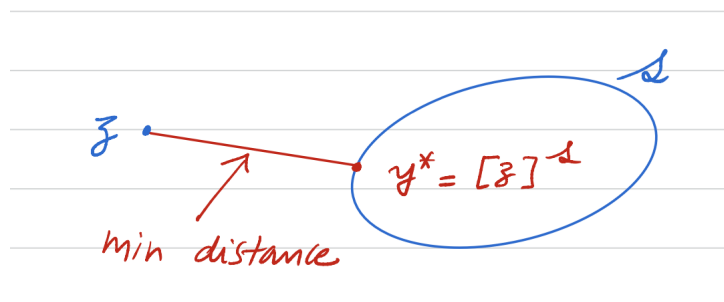 𝒮
z
y* = [z]^𝒮
min distance